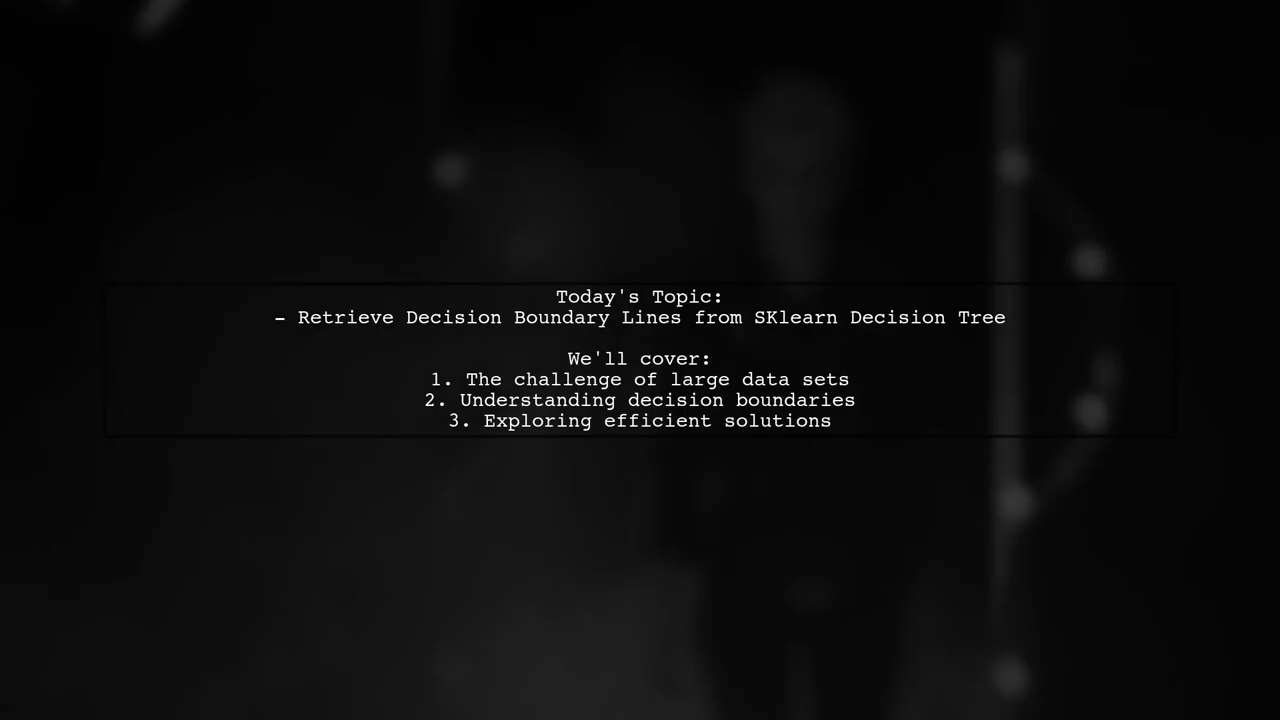 Today's Topic:
- Retrieve Decision Boundary Lines from SKlearn Decision Tree
We'll cover:
1. The challenge of large data sets
2. Understanding decision boundaries
3. Exploring efficient solutions